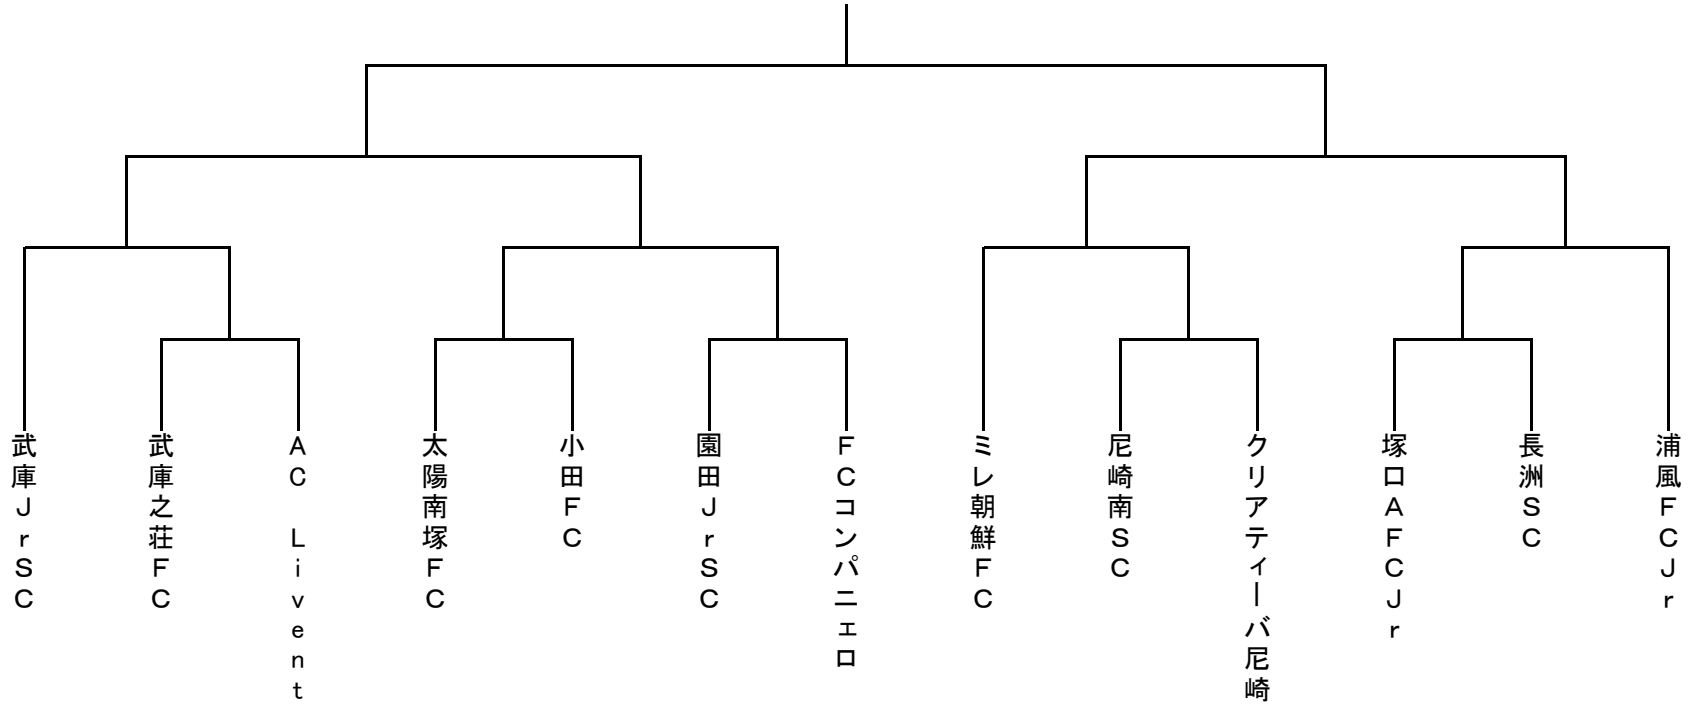 武庫JrSC
武庫之荘FC
AC Livent
太陽南塚FC
小田FC
園田JrSC
FCコンパニェロ
ミレ朝鮮FC
尼崎南SC
クリアティーバ尼崎
塚口AFCJr
長洲SC
浦風FCJr